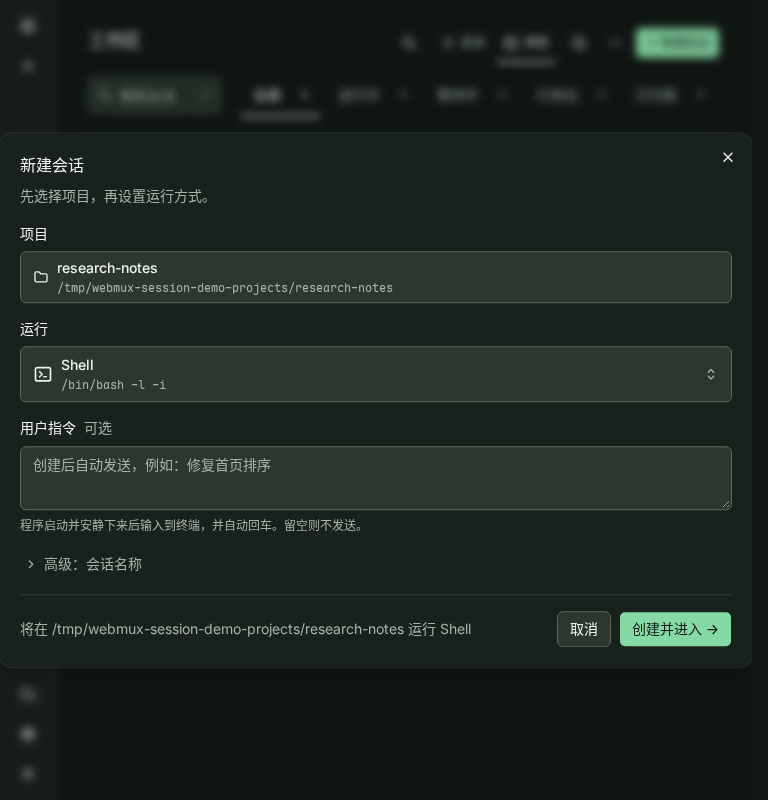 新建会话
先选择项目，再设置运行方式。
项目
research-notes
/tmp/webmux-session-demo-projects/research-notes
运行
Shell
/bin/bash -l -i
用户指令 可选
创建后自动发送，例如：修复首页排序
程序启动并安静下来后输入到终端，并自动回车。留空则不发送。
高级：会话名称
将在 /tmp/webmux-session-demo-projects/research-notes 运行 Shell
取消
创建并进入 →